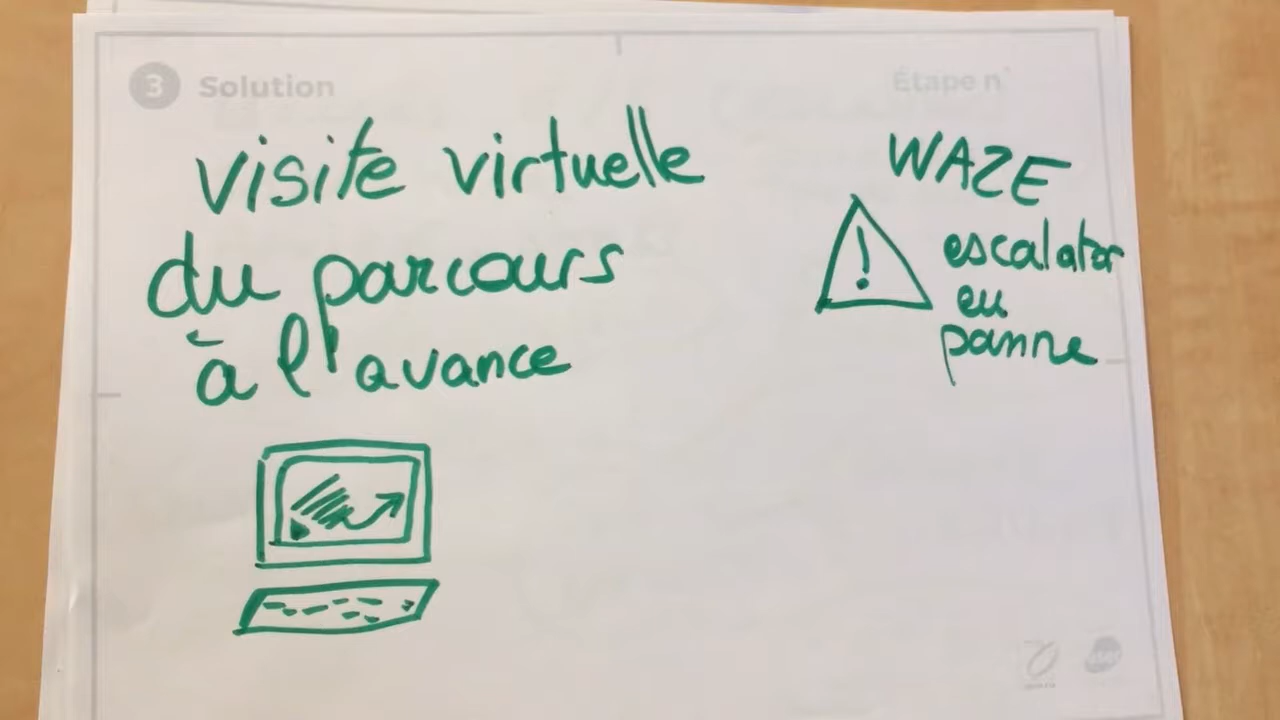 3 Solution
Étape n°
visite virtuelle
du parcours
à l'avance
WAZE
!
escalator
en
panne